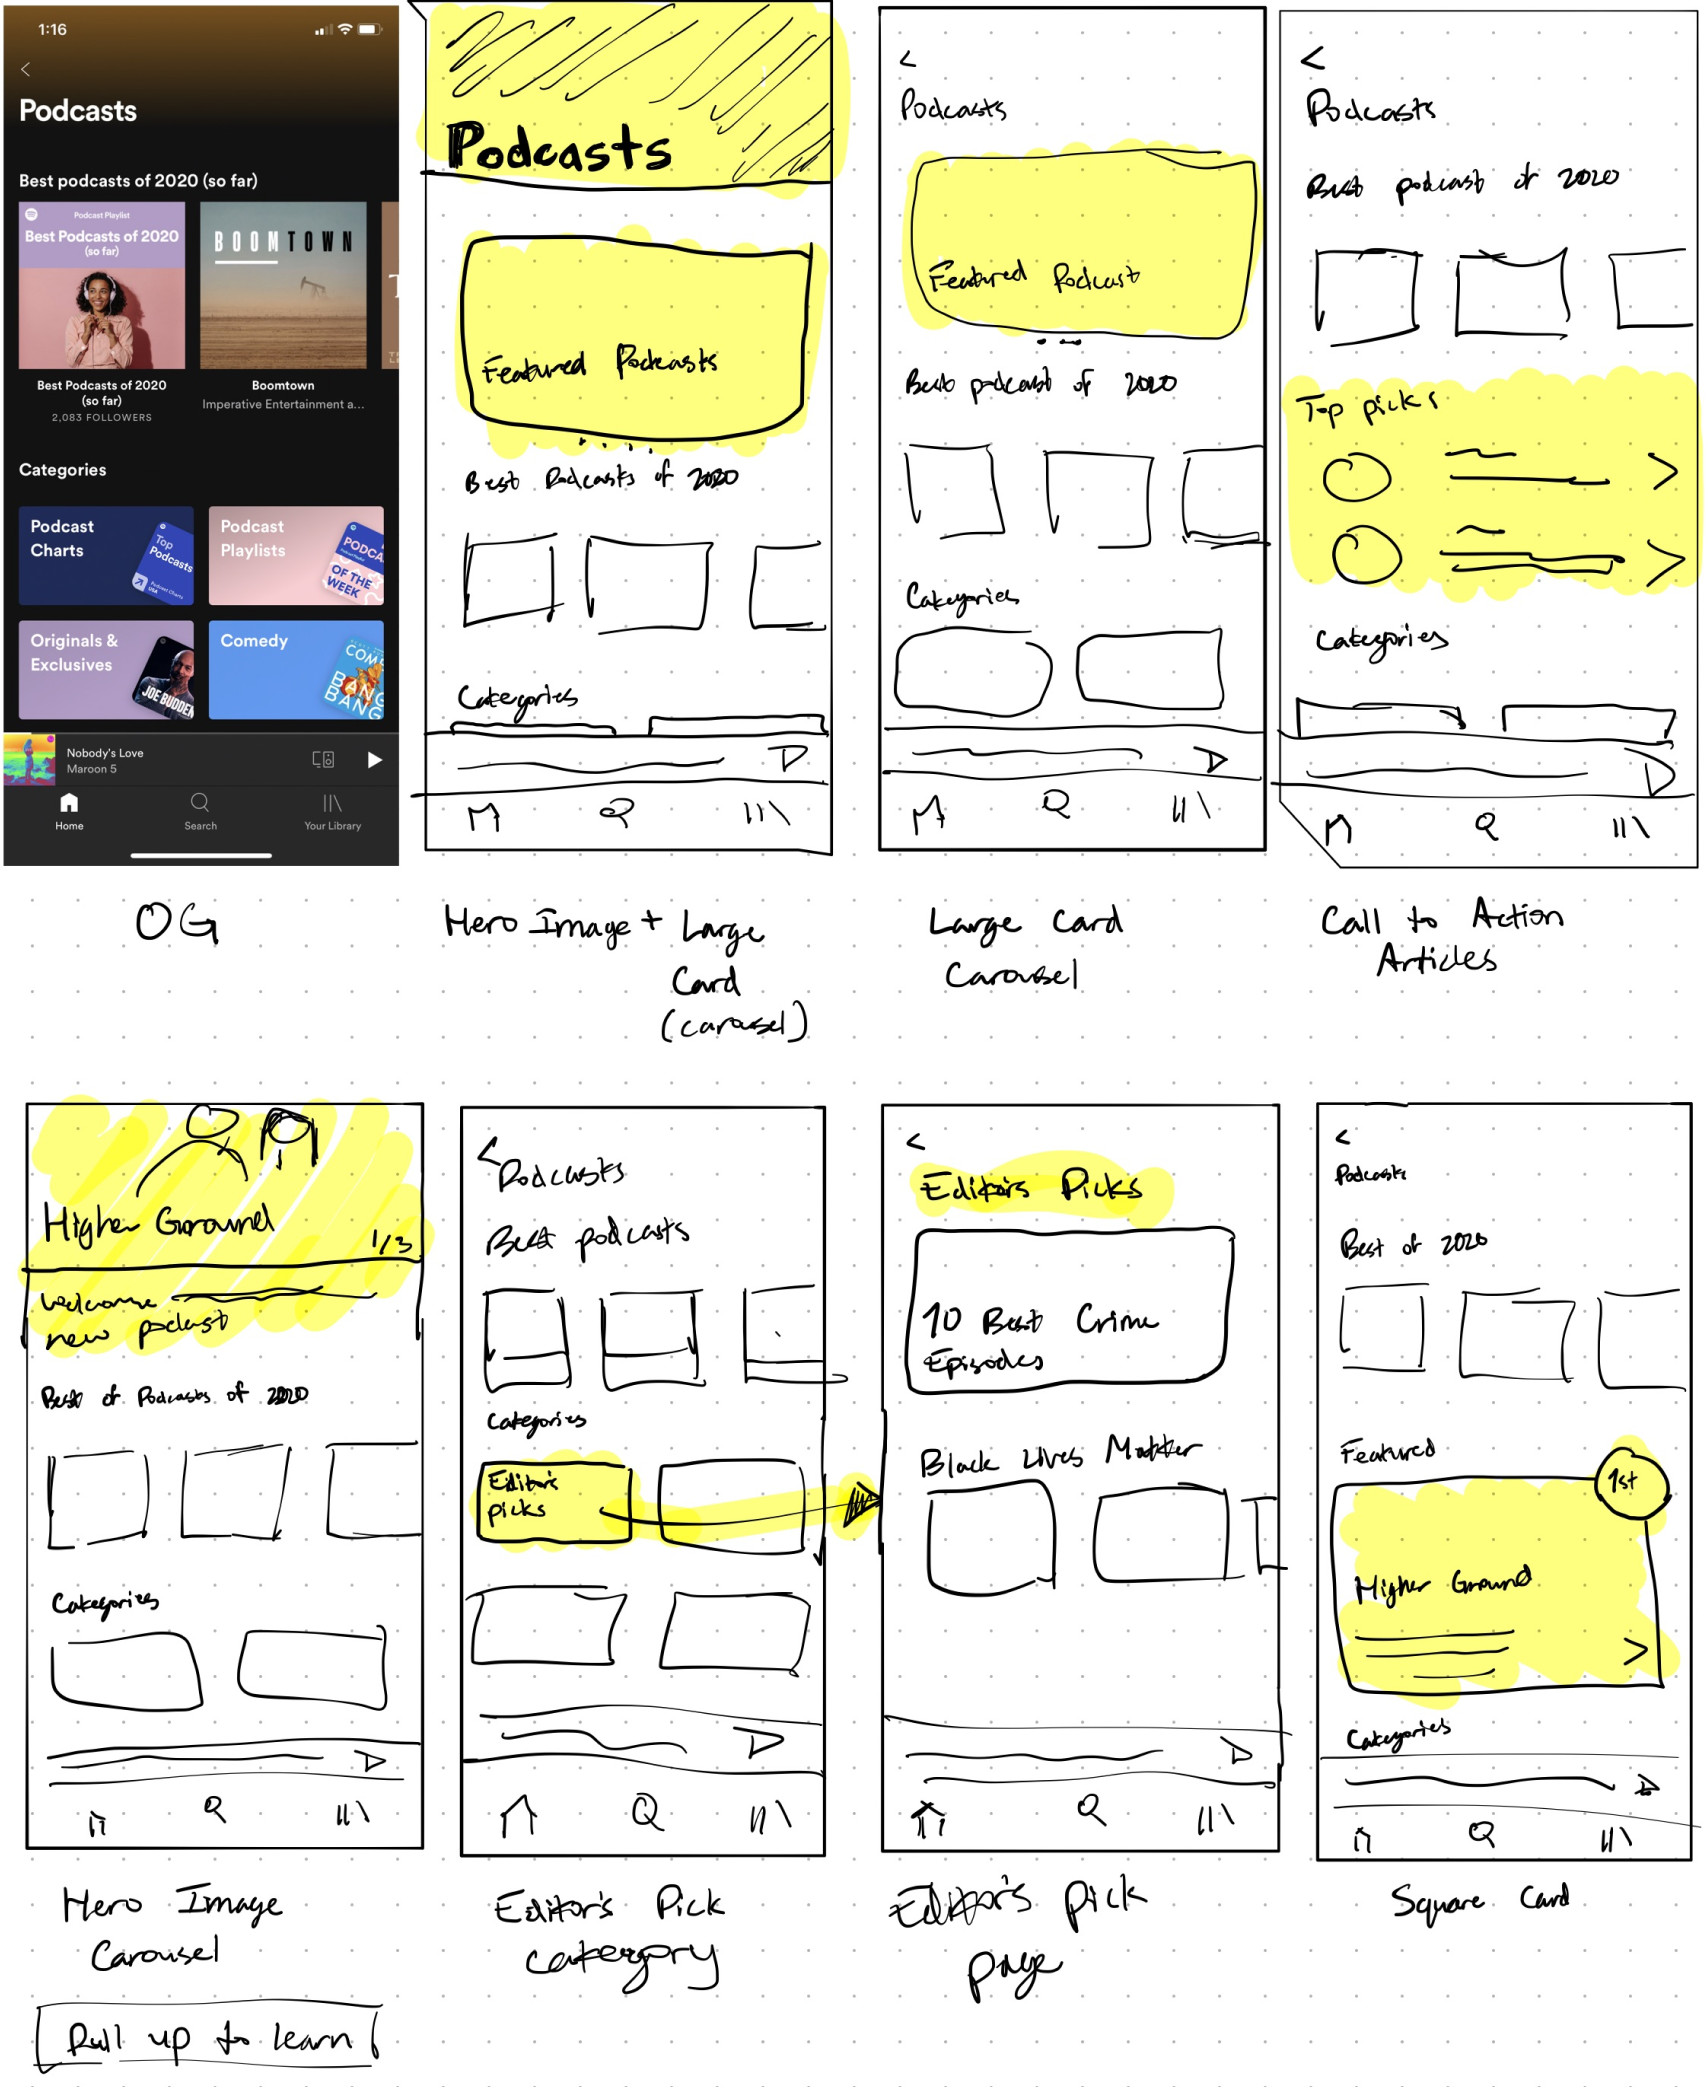 1:16
Podcasts
Best podcasts of 2020 (so far)
Podcast Playlist
Best Podcasts of 2020
(so far)
BOOMTOWN
Best Podcasts of 2020
(so far)
2,083 FOLLOWERS
Boomtown
Imperative Entertainment a...
Categories
Podcast
Charts
Top
Podcasts
Podcast Charts
USA
Podcast
Playlists
PODCA
OF THE
WEEK
Originals &
Exclusives
JOE BUDDEN
Comedy
COM
BANG
BANG
Nobody's Love
Maroon 5
Home
Search
Your Library
OG
Podcasts
Featured Podcasts
Best Podcasts of 2020
Categories
Hero Image + Large
Card
(carousel)
<
Podcasts
Featured Podcast
Best podcast of 2020
Categories
Large Card
Carousel
<
Podcasts
Best podcast of 2020
Top picks
Categories
Call to Action
Articles
Higher Ground
1/3
welcome
new podcast
Best of Podcasts of 2020
Categories
Hero Image
Carousel
Pull up to learn
<
Podcasts
Best podcasts
Categories
Editor's
picks
Editor's Pick
category
<
Editor's Picks
10 Best Crime
Episodes
Black Lives Matter
Editor's pick
page
<
Podcasts
Best of 2020
Featured
1st
Higher Ground
Categories
Square Card